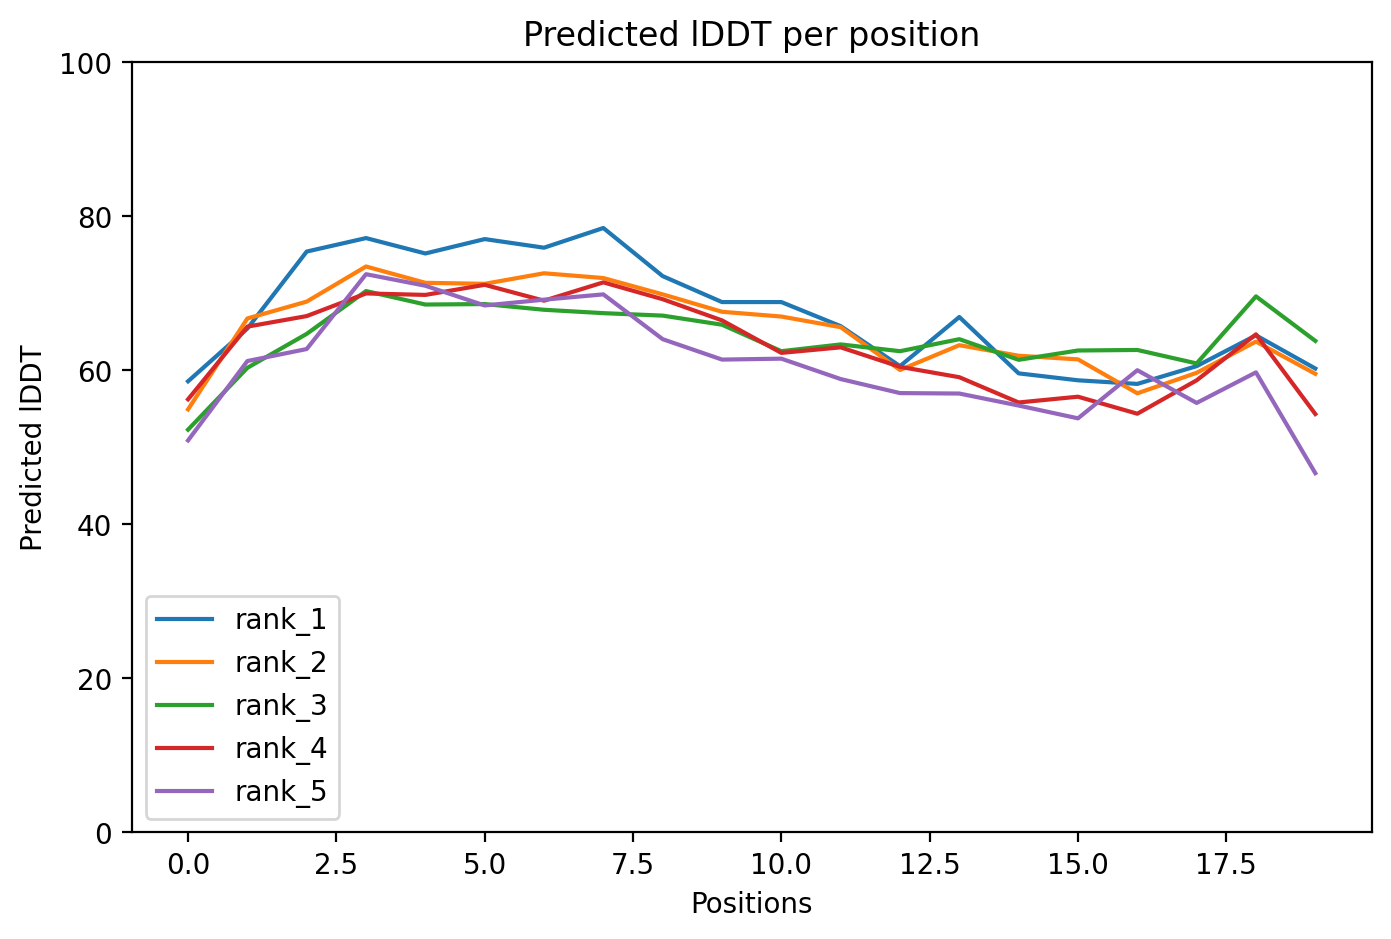 Predicted lDDT per position
100
80
60
40
20
0
Predicted lDDT
rank_1
rank_2
rank_3
rank_4
rank_5
0.0 2.5 5.0 7.5 10.0 12.5 15.0 17.5
Positions